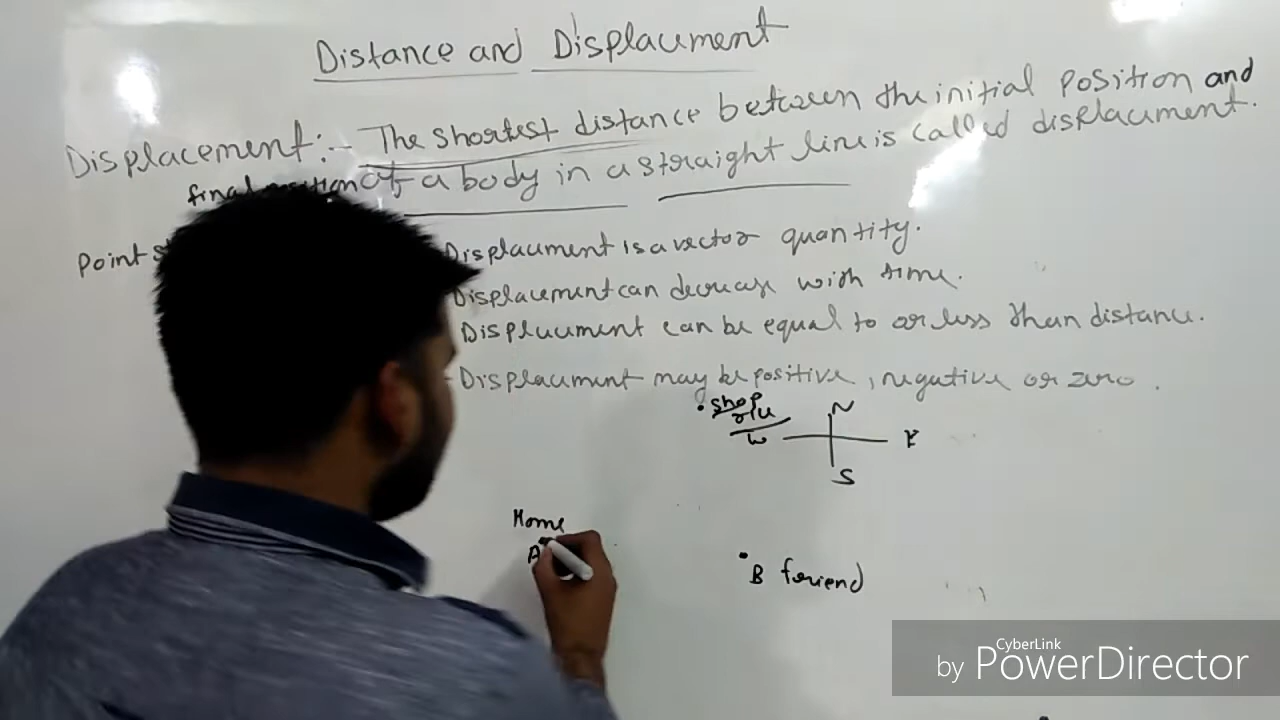 Distance and Displacement
Displacement:- The shortest distance between the initial position and
final position of a body in a straight line is called displacement.
Point
Displacement is a vector quantity.
Displacement can decrease with time.
Displacement can be equal to or less than distance.
Displacement may be positive, negative or zero.
shop
N
W
E
S
Home
A
B friend
CyberLink
by PowerDirector